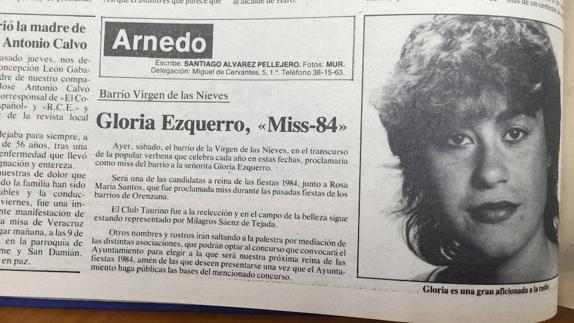 rió la madre de
Antonio Calvo
asado jueves, nos de-
oncepción León Gaba-
dre de nuestro compa-
José Antonio Calvo
orresponsal de «El Co-
spañol» y «R.C.E.» y
de la revista local
dejaba para siempre, a
de 56 años, tras una
enfermedad que llevó
gnación y entereza.
muestras de dolor que
do la familia han sido
ables y la conduc-
viernes, fue una im-
nte manifestación de
a misa de Veracruz
gar mañana, a las 9 de
en la parroquia de
me y San Damián.
en paz.
al alcalde de Haro.
Arnedo
Escribe: SANTIAGO ALVAREZ PELLEJERO. Fotos: MUR.
Delegación: Miguel de Cervantes, 5, 1.º. Teléfono 38-15-63.
Barrio Virgen de las Nieves
Gloria Ezquerro, «Miss-84»
Ayer, sábado, el barrio de la Virgen de las Nieves, en el transcurso
de la popular verbena que celebra cada año en estas fechas, proclamaría
como miss del barrio a la señorita Gloria Ezquerro.
Será una de las candidatas a reina de las fiestas 1984, junto a Rosa
María Santos, que fue proclamada miss durante las pasadas fiestas de los
barrios de Orenzana.
El Club Taurino fue a la reelección y en el campo de la belleza sigue
estando representado por Milagros Sáenz de Tejada.
Otros nombres y rostros irán saltando a la palestra por mediación de
las distintas asociaciones, que podrán optar al concurso que convocará el
Ayuntamiento para elegir a la que será nuestra próxima reina de las
fiestas 1984, amén de las que deseen presentarse una vez que el Ayunta-
miento haga públicas las bases del mencionado concurso.
Gloria es una gran aficionada a la radio